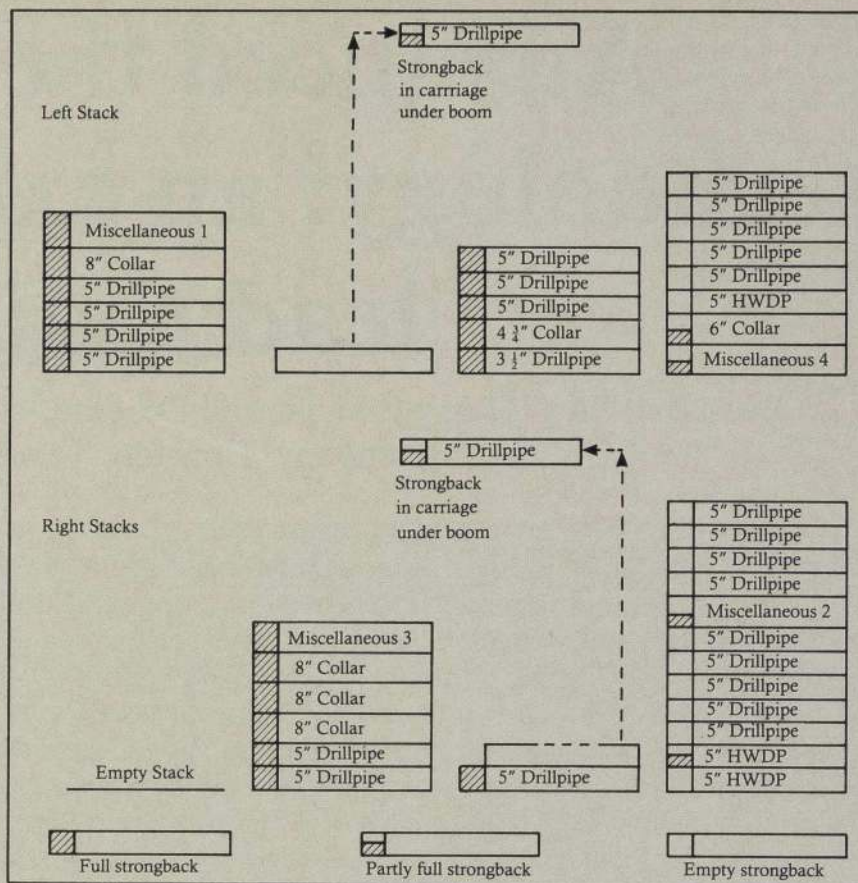 5" Drillpipe
Strongback
in carrriage
under boom
Left Stack
Miscellaneous 1
8" Collar
5" Drillpipe
5" Drillpipe
5" Drillpipe
5" Drillpipe
5" Drillpipe
5" Drillpipe
5" Drillpipe
4 3/4" Collar
3 1/2" Drillpipe
5" Drillpipe
5" Drillpipe
5" Drillpipe
5" Drillpipe
5" Drillpipe
5" HWDP
6" Collar
Miscellaneous 4
5" Drillpipe
Strongback
in carriage
under boom
Right Stacks
Empty Stack
Miscellaneous 3
8" Collar
8" Collar
8" Collar
5" Drillpipe
5" Drillpipe
5" Drillpipe
5" Drillpipe
5" Drillpipe
5" Drillpipe
5" Drillpipe
Miscellaneous 2
5" Drillpipe
5" Drillpipe
5" Drillpipe
5" Drillpipe
5" Drillpipe
5" HWDP
5" HWDP
Full strongback
Partly full strongback
Empty strongback